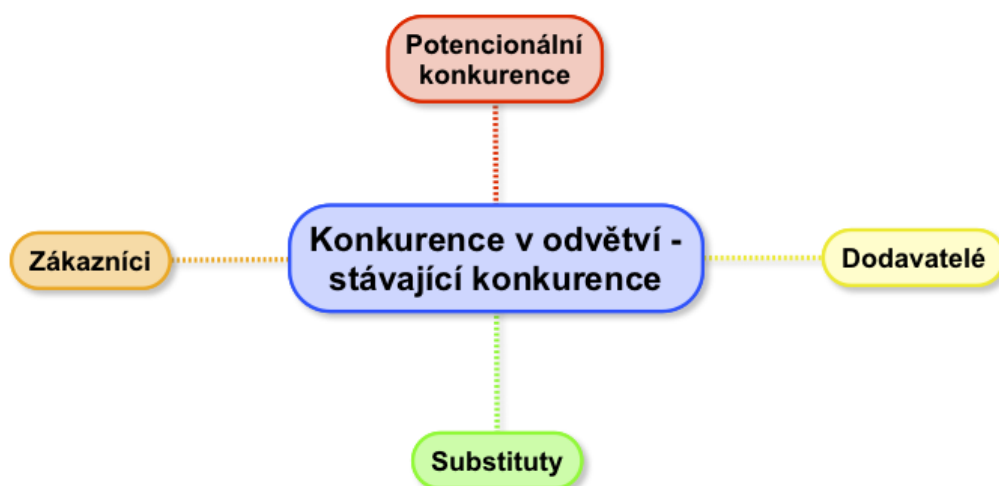 Potencionální
konkurence
Konkurence v odvětví -
stávající konkurence
Zákazníci
Dodavatelé
Substituty